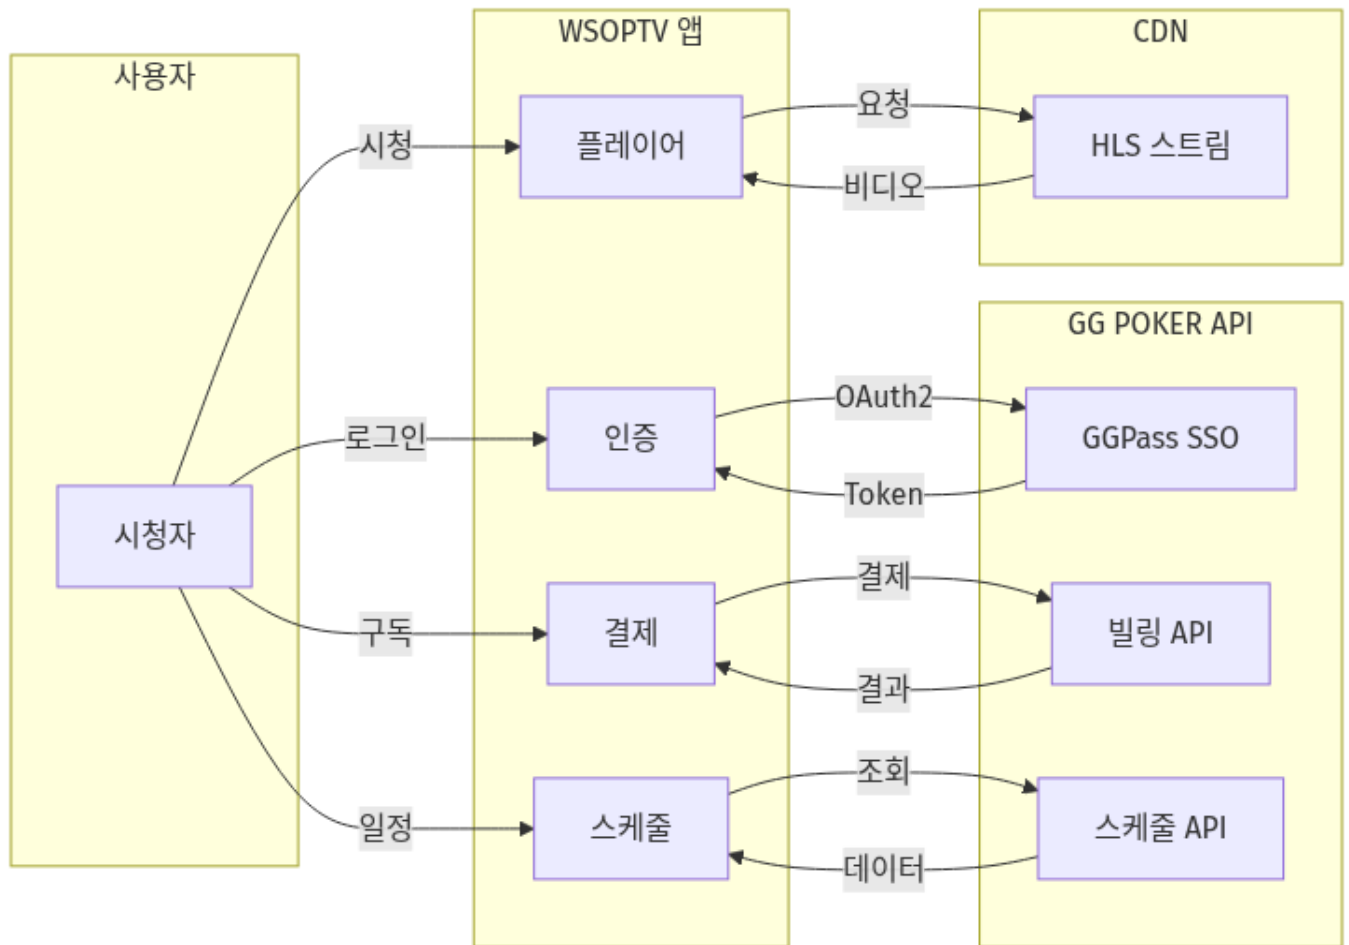 사용자
WSOPTV 앱
CDN
시청
플레이어
요청
비디오
HLS 스트림
GG POKER API
시청자
로그인
인증
OAuth2
Token
GGPass SSO
구독
결제
결제
결과
빌링 API
일정
스케줄
조회
데이터
스케줄 API